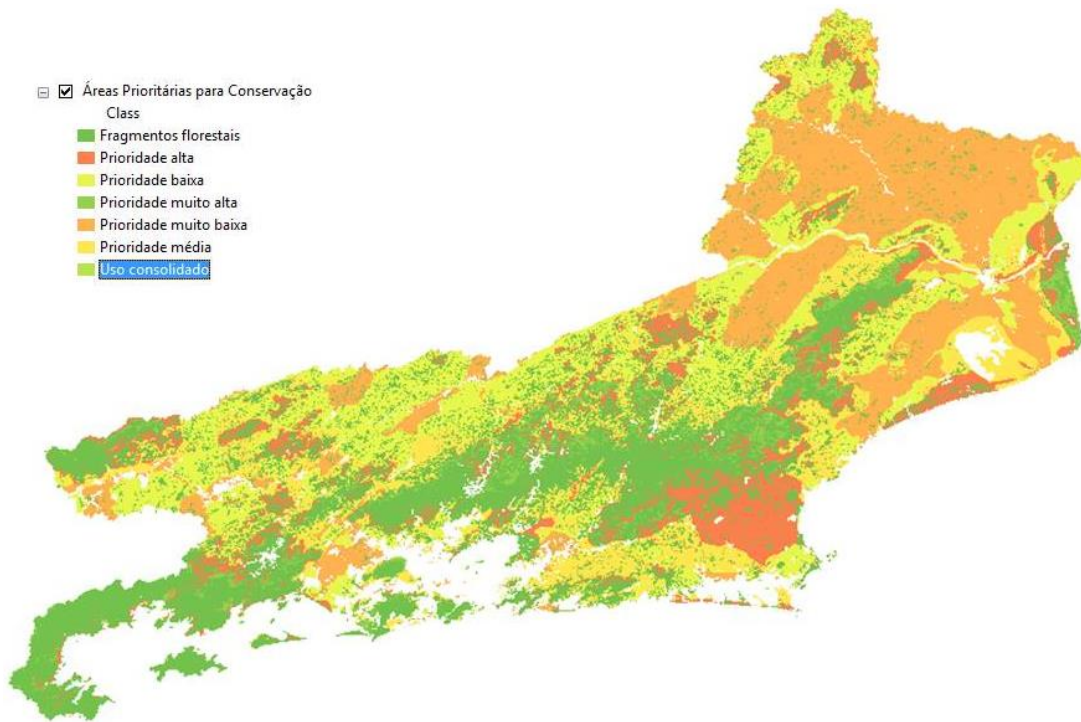 Áreas Prioritárias para Conservação
Class
Fragmentos florestais
Prioridade alta
Prioridade baixa
Prioridade muito alta
Prioridade muito baixa
Prioridade média
Uso consolidado